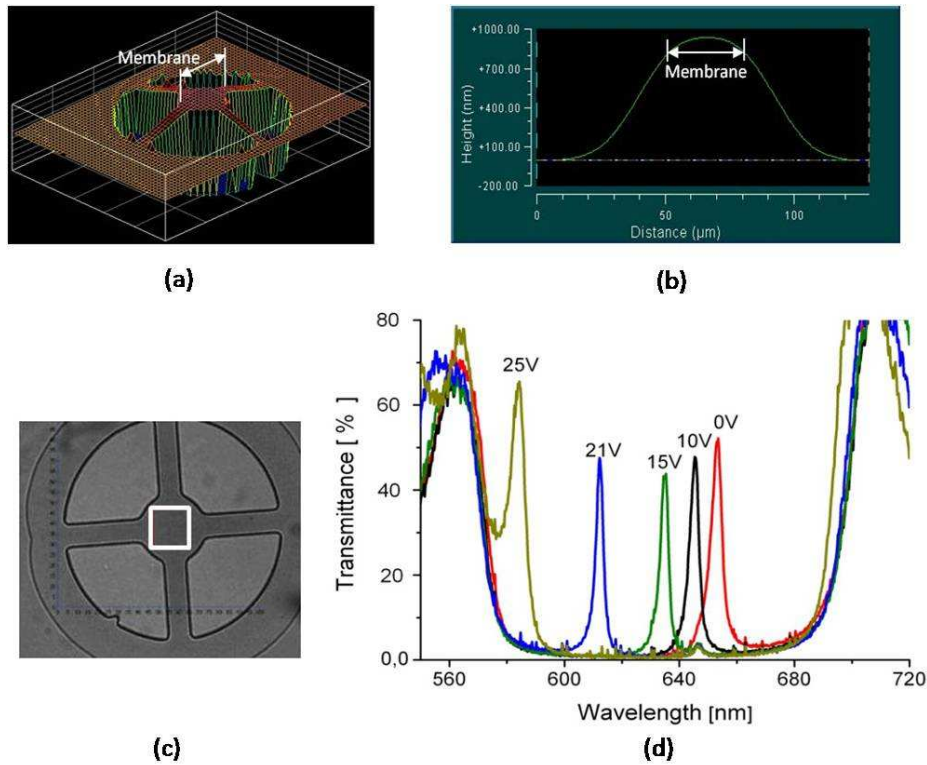 Membrane
(a)
+1000.00
+700.00
+400.00
+100.00
-200.00
Height (nm)
Membrane
0
50
100
Distance (µm)
(b)
(c)
80
60
40
20
0,0
Transmittance [ % ]
25V
21V
15V
10V
0V
560
600
640
680
720
Wavelength [nm]
(d)